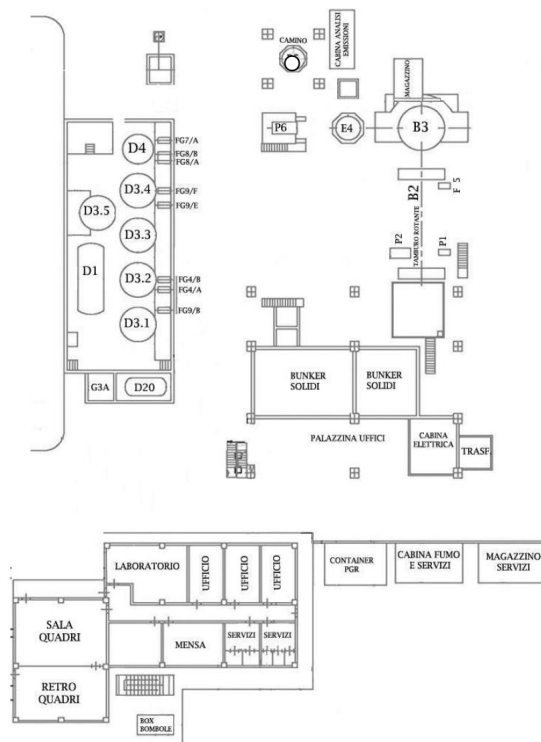 CAMINO
CABINA ANALISI
EMISSIONI
MAGAZZINO
P6
E4
B3
D4
FG7/A
FG8/B
FG8/A
D3.4
FG9/F
FG9/E
D3.5
D3.3
D1
D3.2
FG4/B
FG4/A
FG9/B
D3.1
G3A
D20
B2
F 5
TAMBURO ROTANTE
P2
P1
BUNKER
SOLIDI
BUNKER
SOLIDI
PALAZZINA UFFICI
CABINA
ELETTRICA
TRASF.
LABORATORIO
UFFICIO
UFFICIO
UFFICIO
CONTAINER
PGR
CABINA FUMO
E SERVIZI
MAGAZZINO
SERVIZI
SALA
QUADRI
MENSA
SERVIZI
SERVIZI
RETRO
QUADRI
BOX
BOMBOLE